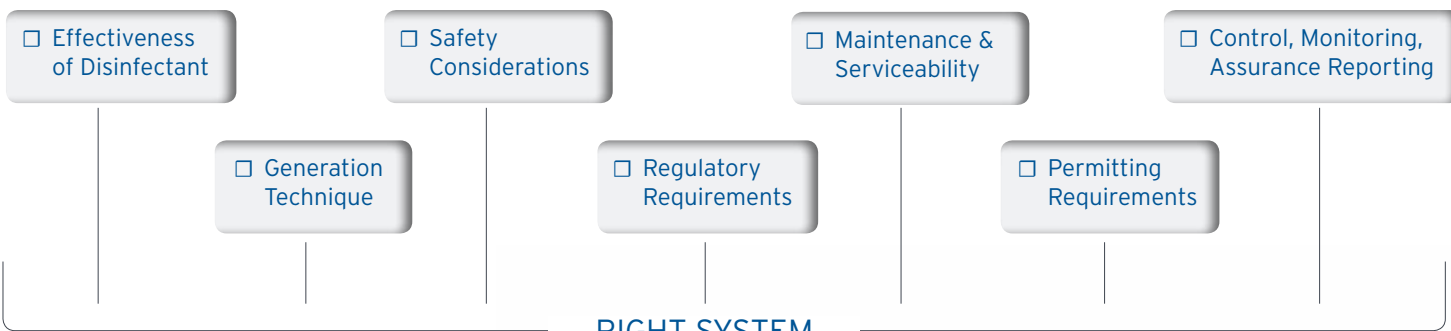 ☐ Effectiveness
of Disinfectant
☐ Generation
Technique
☐ Safety
Considerations
☐ Regulatory
Requirements
☐ Maintenance &
Serviceability
☐ Permitting
Requirements
☐ Control, Monitoring,
Assurance Reporting
RIGHT SYSTEM